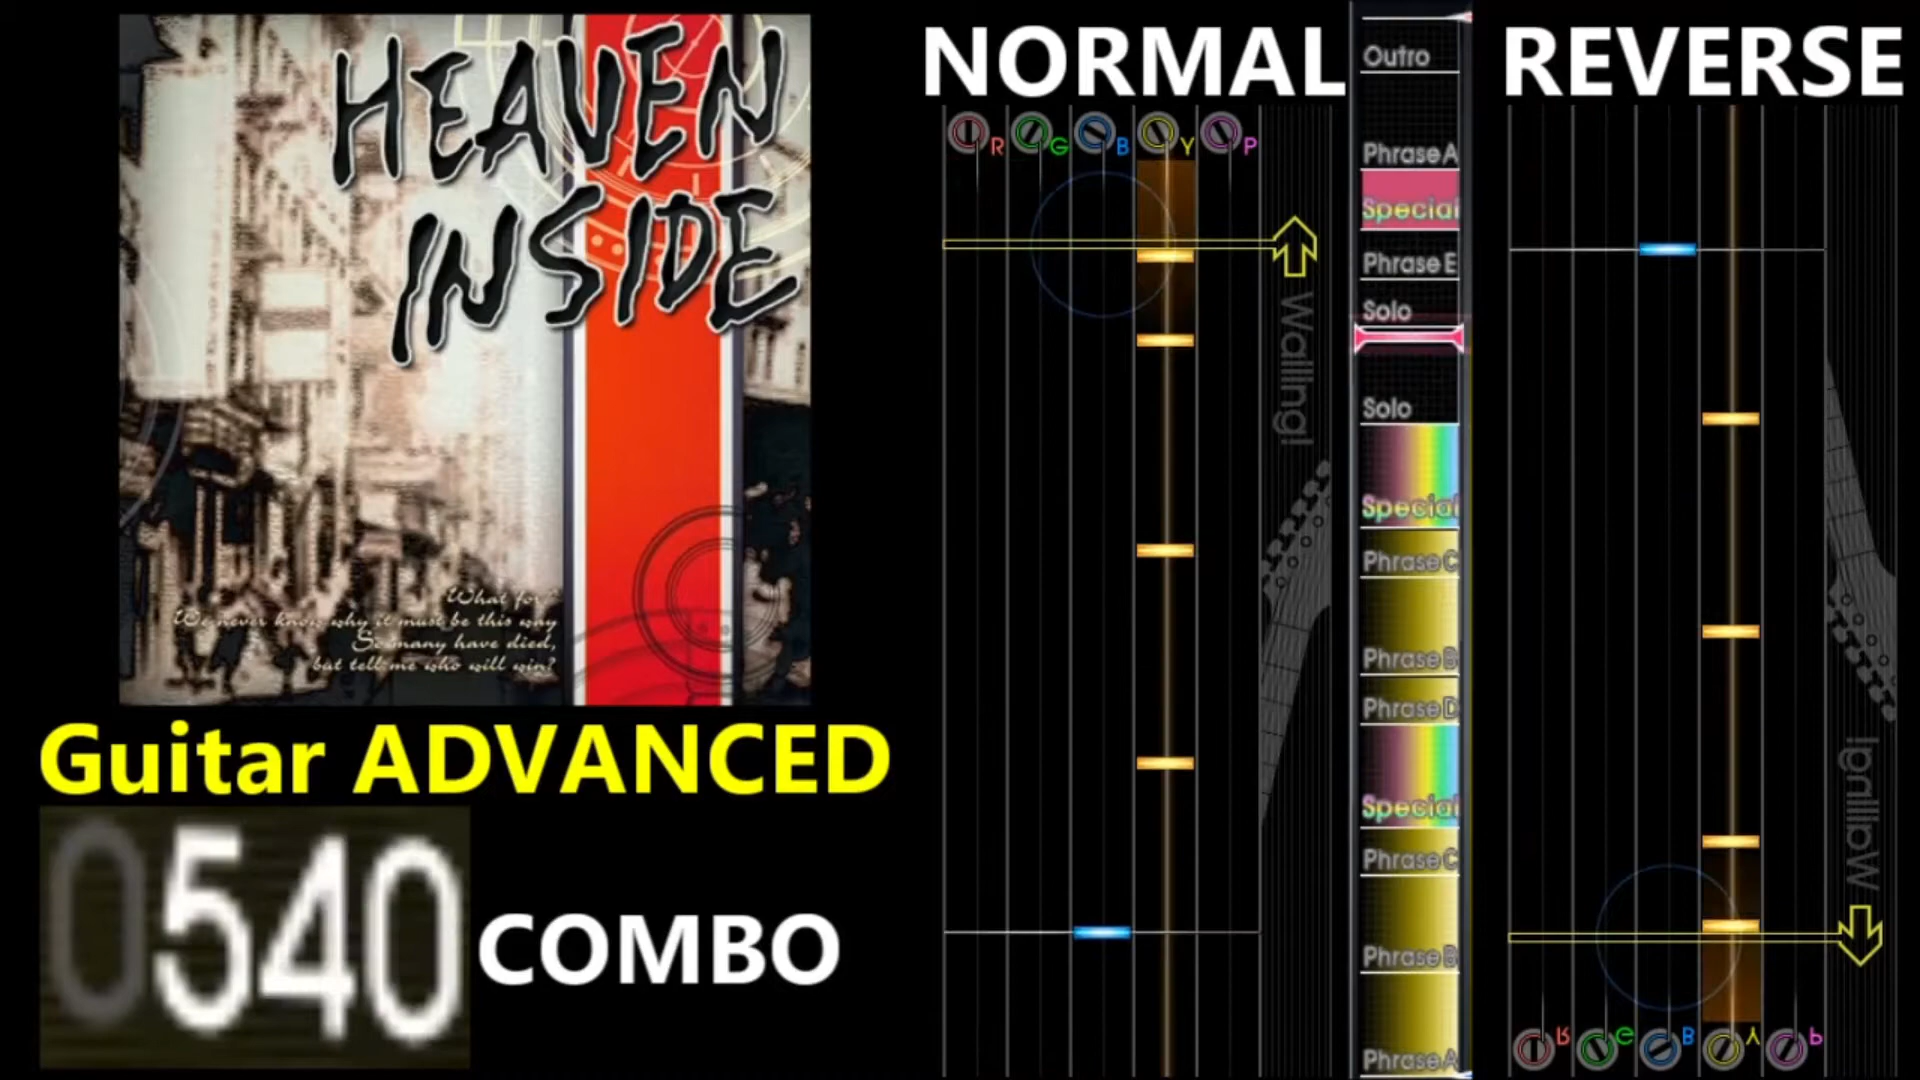 HEAVEN
INSIDE
What for?
We never know why it must be this way
So many have died,
but tell me who will win?
Guitar ADVANCED
0540 COMBO
NORMAL
R G B Y P
Wailing!
Outro
Phrase A
Special
Phrase E
Solo
Solo
Special
Phrase C
Phrase B
Phrase D
Special
Phrase C
Phrase B
Phrase A
REVERSE
Wailing!
R G B Y P